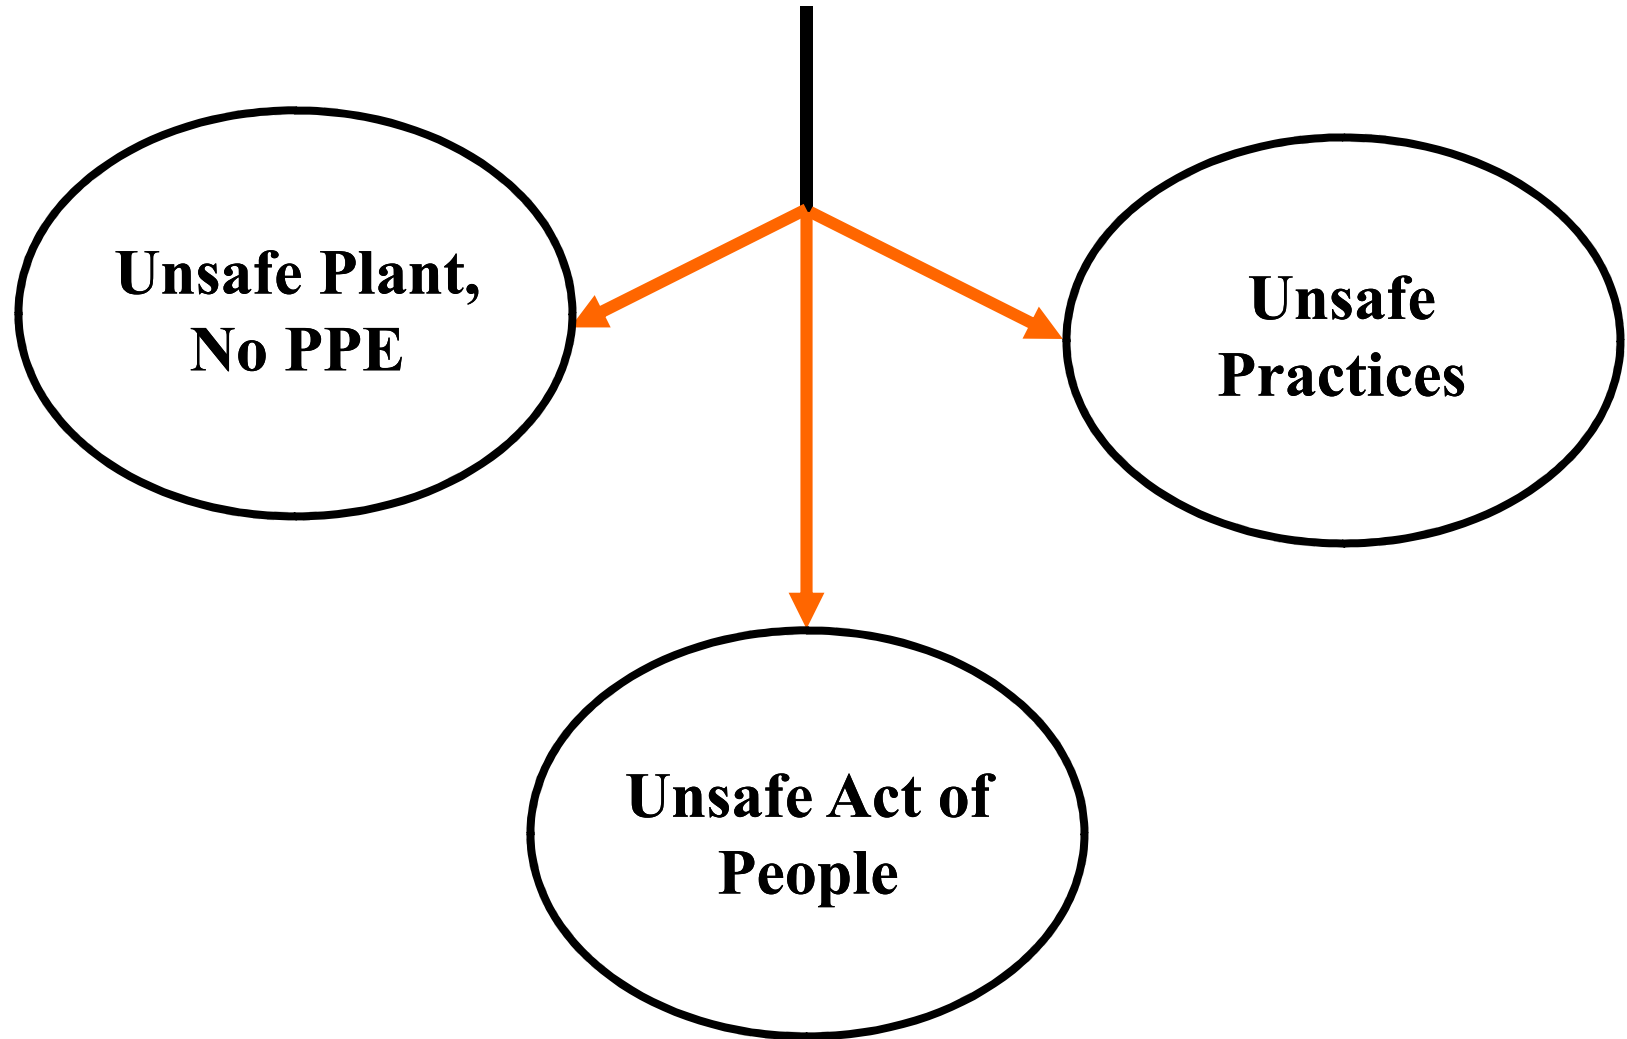 Unsafe Plant,
No PPE
Unsafe
Practices
Unsafe Act of
People